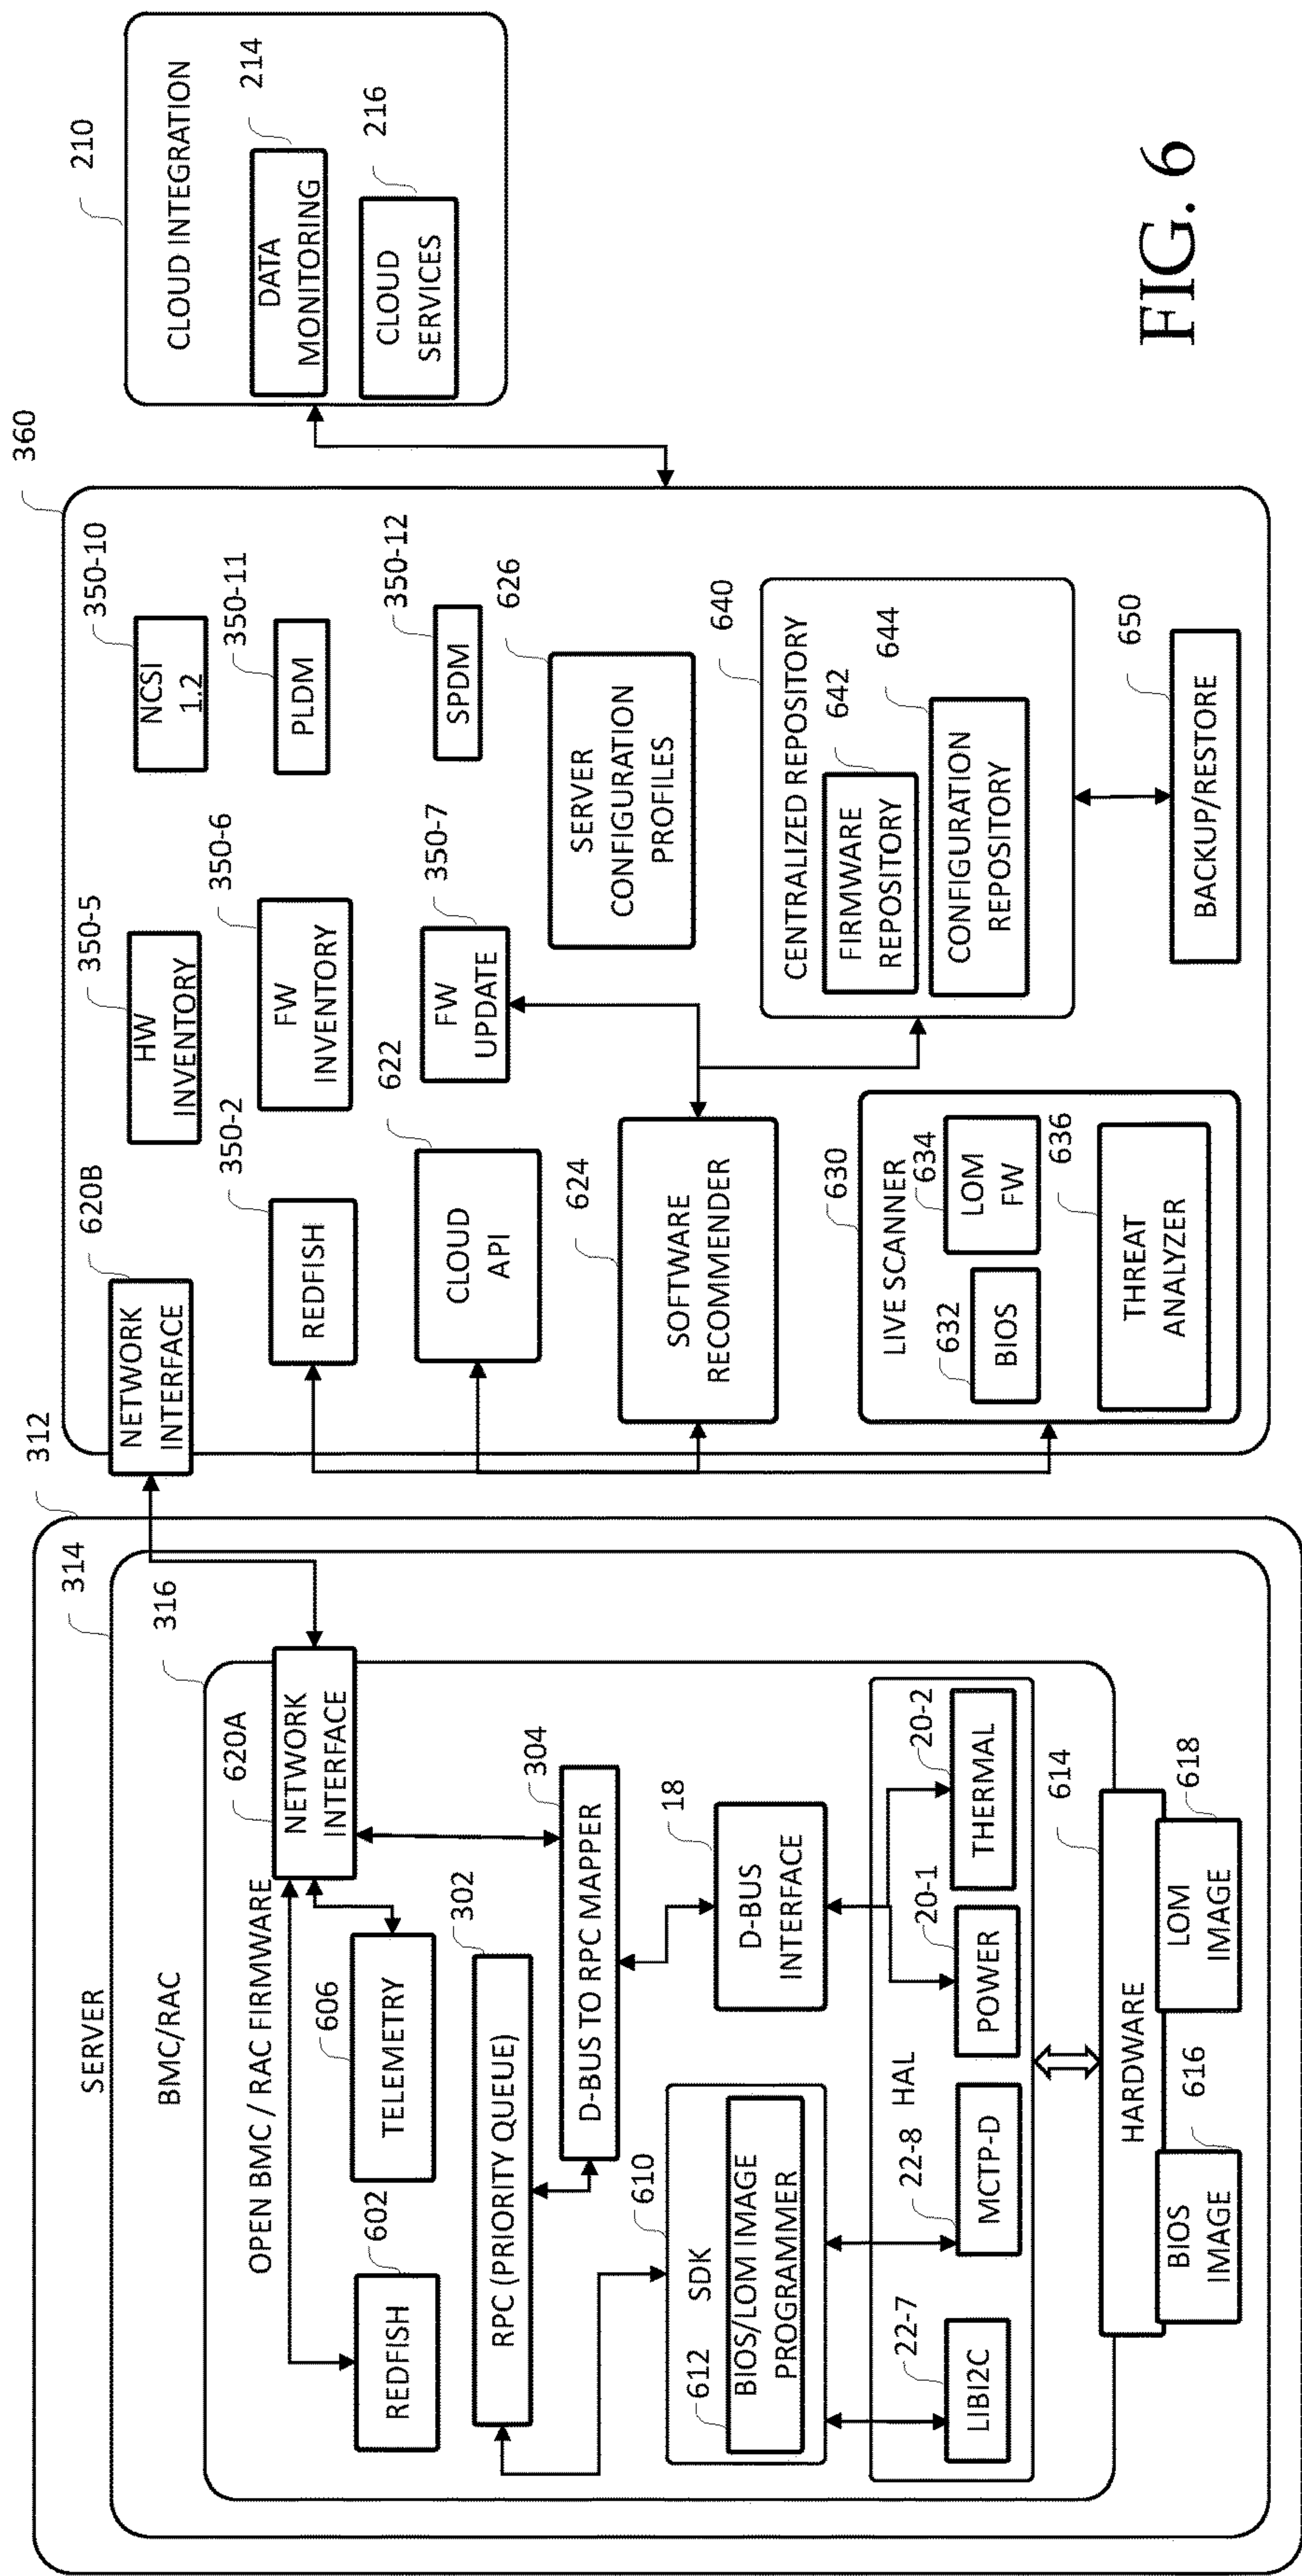 312
314
SERVER
316
BMC/RAC
OPEN BMC / RAC FIRMWARE
620A
NETWORK
INTERFACE
602
REDFISH
606
TELEMETRY
302
RPC (PRIORITY QUEUE)
304
D-BUS TO RPC MAPPER
610
SDK
612
BIOS/LOM IMAGE
PROGRAMMER
18
D-BUS
INTERFACE
HAL
22-7
LIBI2C
22-8
MCTP-D
20-1
POWER
20-2
THERMAL
614
HARDWARE
616
BIOS
IMAGE
618
LOM
IMAGE
360
620B
NETWORK
INTERFACE
350-5
HW
INVENTORY
350-10
NCSI
1.2
350-2
REDFISH
350-6
FW
INVENTORY
350-11
PLDM
622
CLOUD
API
350-7
FW
UPDATE
350-12
SPDM
624
SOFTWARE
RECOMMENDER
626
SERVER
CONFIGURATION
PROFILES
630
LIVE SCANNER
632
BIOS
634
LOM
FW
636
THREAT
ANALYZER
640
CENTRALIZED REPOSITORY
642
FIRMWARE
REPOSITORY
644
CONFIGURATION
REPOSITORY
650
BACKUP/RESTORE
210
CLOUD INTEGRATION
214
DATA
MONITORING
216
CLOUD
SERVICES
FIG. 6